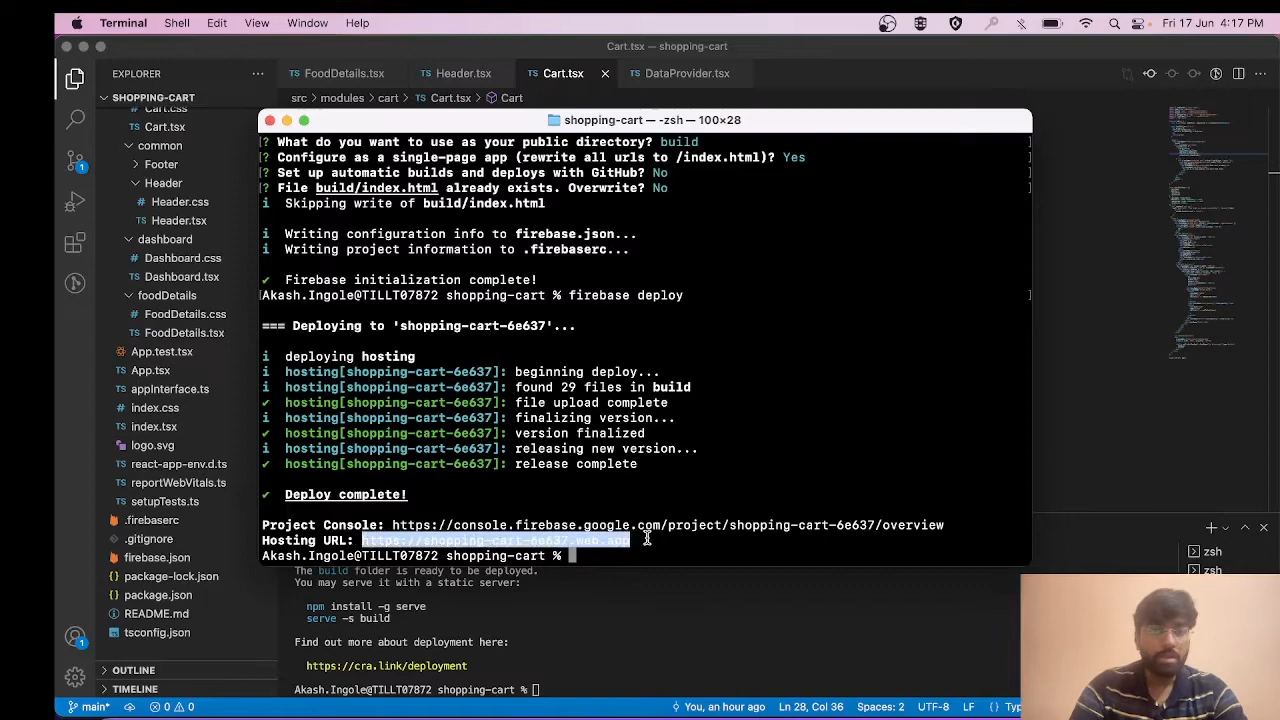 Terminal Shell Edit View Window Help Fri 17 Jun 4:17 PM
Cart.tsx — shopping-cart
EXPLORER
FoodDetails.tsx Header.tsx Cart.tsx DataProvider.tsx
SHOPPING-CART
src > modules > cart > Cart.tsx > Cart
Cart.css
Cart.tsx
common
Footer
Header
Header.css
Header.tsx
dashboard
Dashboard.css
Dashboard.tsx
foodDetails
FoodDetails.css
FoodDetails.tsx
App.test.tsx
App.tsx
appInterface.ts
index.css
index.tsx
logo.svg
react-app-env.d.ts
reportWebVitals.ts
setupTests.ts
.firebaserc
.gitignore
firebase.json
package-lock.json
package.json
README.md
tsconfig.json
OUTLINE
TIMELINE
shopping-cart — -zsh — 100×28
? What do you want to use as your public directory? build
? Configure as a single-page app (rewrite all urls to /index.html)? Yes
? Set up automatic builds and deploys with GitHub? No
? File build/index.html already exists. Overwrite? No
i Skipping write of build/index.html
i Writing configuration info to firebase.json...
i Writing project information to .firebaserc...
✔ Firebase initialization complete!
Akash.Ingole@TILLT07872 shopping-cart % firebase deploy
=== Deploying to 'shopping-cart-6e637'...
i deploying hosting
i hosting[shopping-cart-6e637]: beginning deploy...
i hosting[shopping-cart-6e637]: found 29 files in build
✔ hosting[shopping-cart-6e637]: file upload complete
i hosting[shopping-cart-6e637]: finalizing version...
✔ hosting[shopping-cart-6e637]: version finalized
i hosting[shopping-cart-6e637]: releasing new version...
✔ hosting[shopping-cart-6e637]: release complete
✔ Deploy complete!
Project Console: https://console.firebase.google.com/project/shopping-cart-6e637/overview
Hosting URL: https://shopping-cart-6e637.web.app
Akash.Ingole@TILLT07872 shopping-cart %
The build folder is ready to be deployed.
You may serve it with a static server:
npm install -g serve
serve -s build
Find out more about deployment here:
https://cra.link/deployment
Akash.Ingole@TILLT07872 shopping-cart %
zsh
zsh
main* 0 0 You, an hour ago Ln 28, Col 36 Spaces: 2 UTF-8 LF